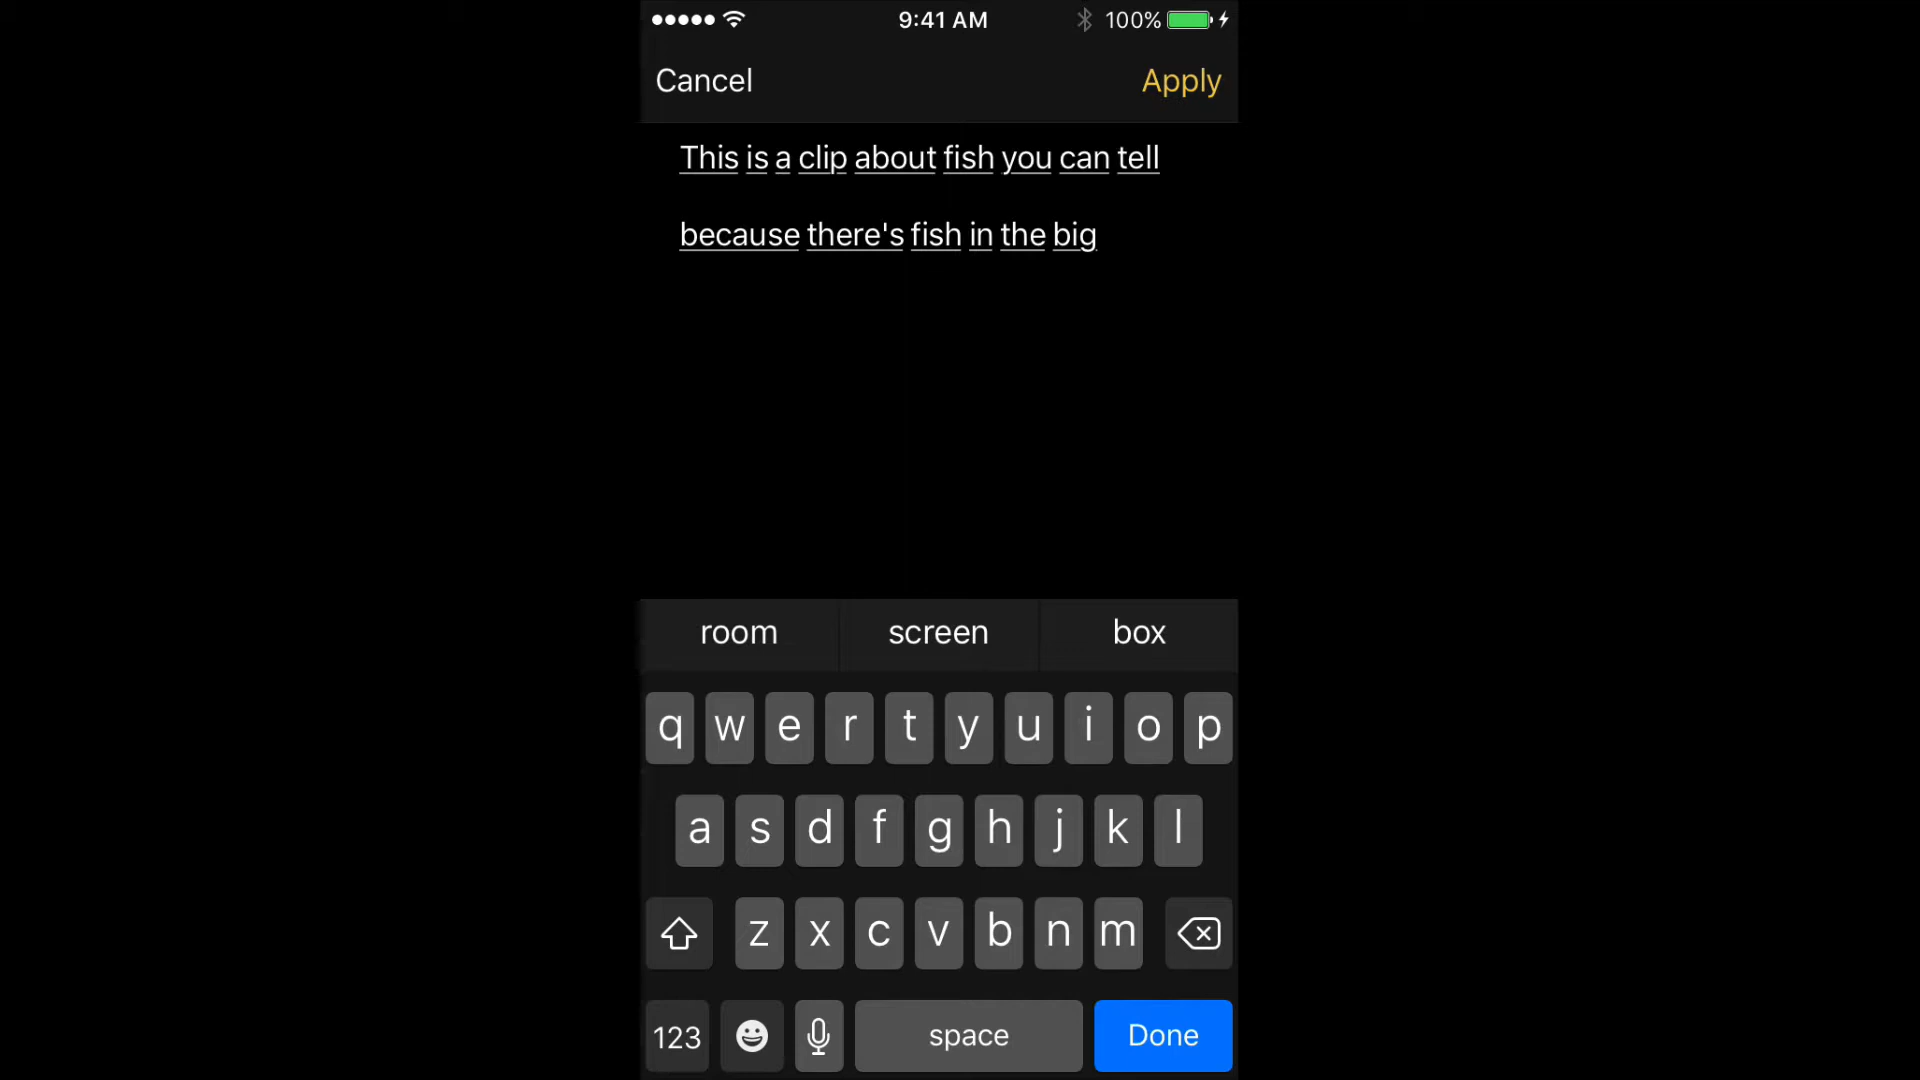 9:41 AM 100%
Cancel Apply
This is a clip about fish you can tell
because there's fish in the big
room screen box
q w e r t y u i o p
a s d f g h j k l
z x c v b n m
123 space Done